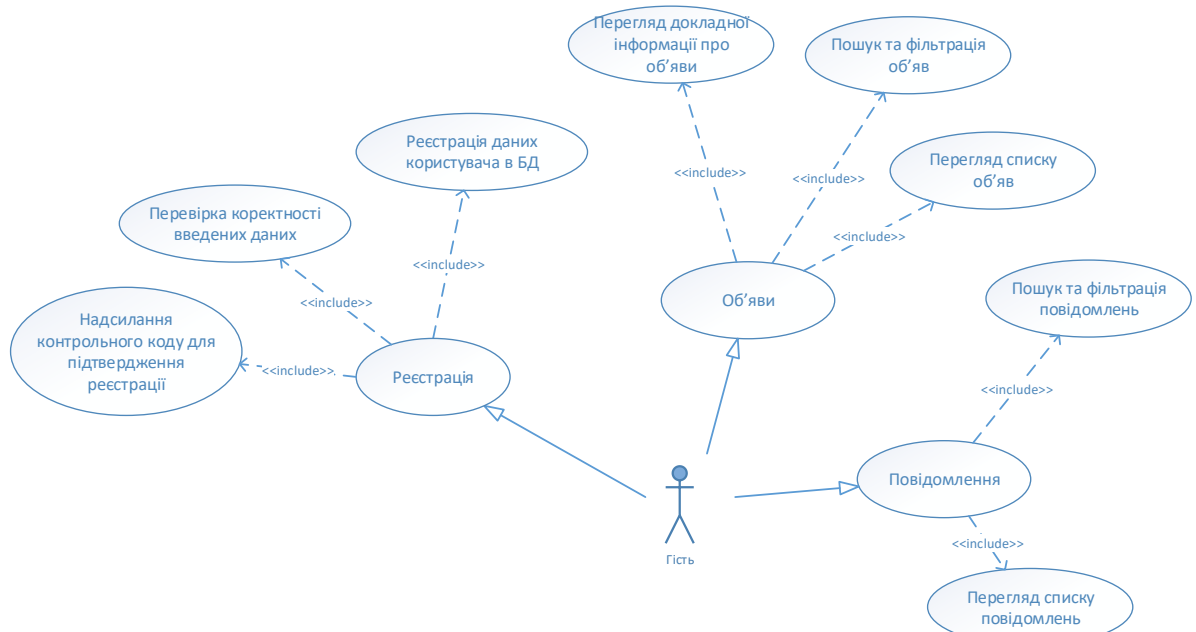 Перегляд докладної
інформації про
об’яви
Пошук та фільтрація
об’яв
Реєстрація даних
користувача в БД
Перегляд списку
об’яв
<<include>>
<<include>>
Перевірка коректності
введених даних
<<include>>
<<include>>
<<include>>
Об’яви
Пошук та фільтрація
повідомлень
Надсилання
контрольного коду для
підтвердження
реєстрації
<<include>>
Реєстрація
<<include>>
Повідомлення
Гість
<<include>>
Перегляд списку
повідомлень